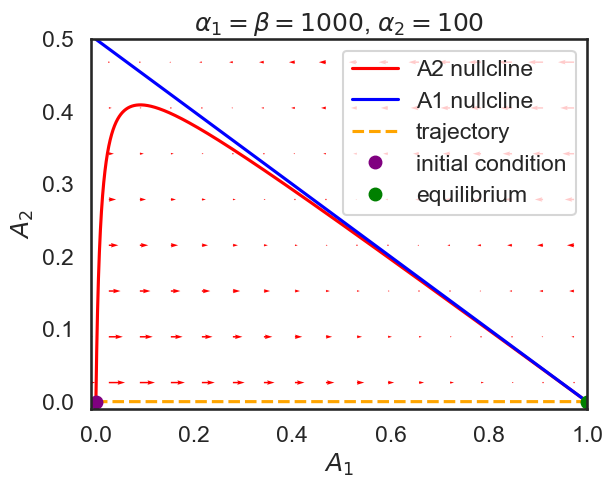 α₁ = β = 1000, α₂ = 100
0.5
0.4
0.3
0.2
0.1
0.0
A₂
A2 nullcline
A1 nullcline
trajectory
initial condition
equilibrium
0.0 0.2 0.4 0.6 0.8 1.0
A₁